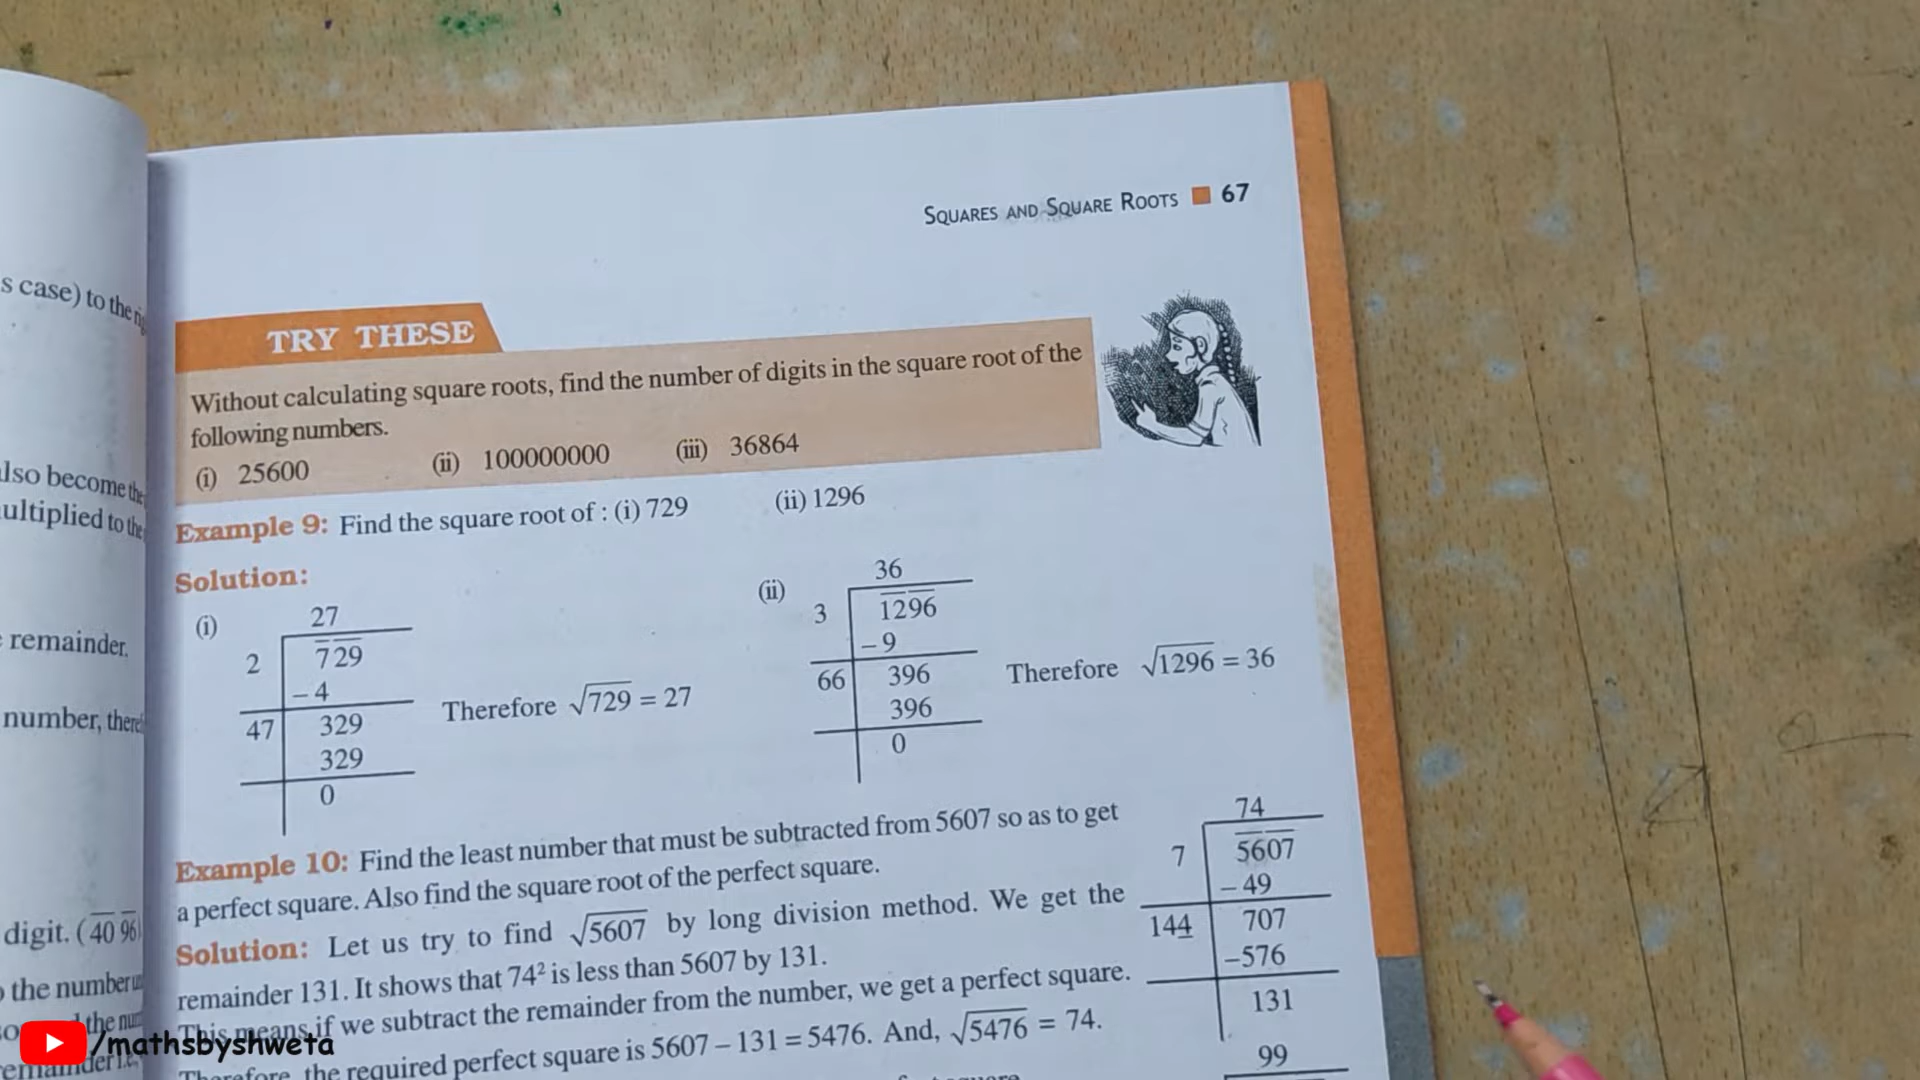 SQUARES AND SQUARE ROOTS 67
s case) to the
TRY THESE
Without calculating square roots, find the number of digits in the square root of the
following numbers.
(i) 25600 (ii) 100000000 (iii) 36864
also become the
multiplied to the
Example 9: Find the square root of : (i) 729 (ii) 1296
Solution:
(i)
27
2 729
– 4
47 329
329
0
Therefore √729 = 27
(ii)
36
3 1296
– 9
66 396
396
0
Therefore √1296 = 36
remainder.
number,
Example 10: Find the least number that must be subtracted from 5607 so as to get
a perfect square. Also find the square root of the perfect square.
Solution: Let us try to find √5607 by long division method. We get the
remainder 131. It shows that 74² is less than 5607 by 131.
This means if we subtract the remainder from the number, we get a perfect square.
Therefore, the required perfect square is 5607 – 131 = 5476. And, √5476 = 74.
74
7 5607
– 49
144 707
–576
131
99
digit. (40 96
the number
the
/mathsbyshweta